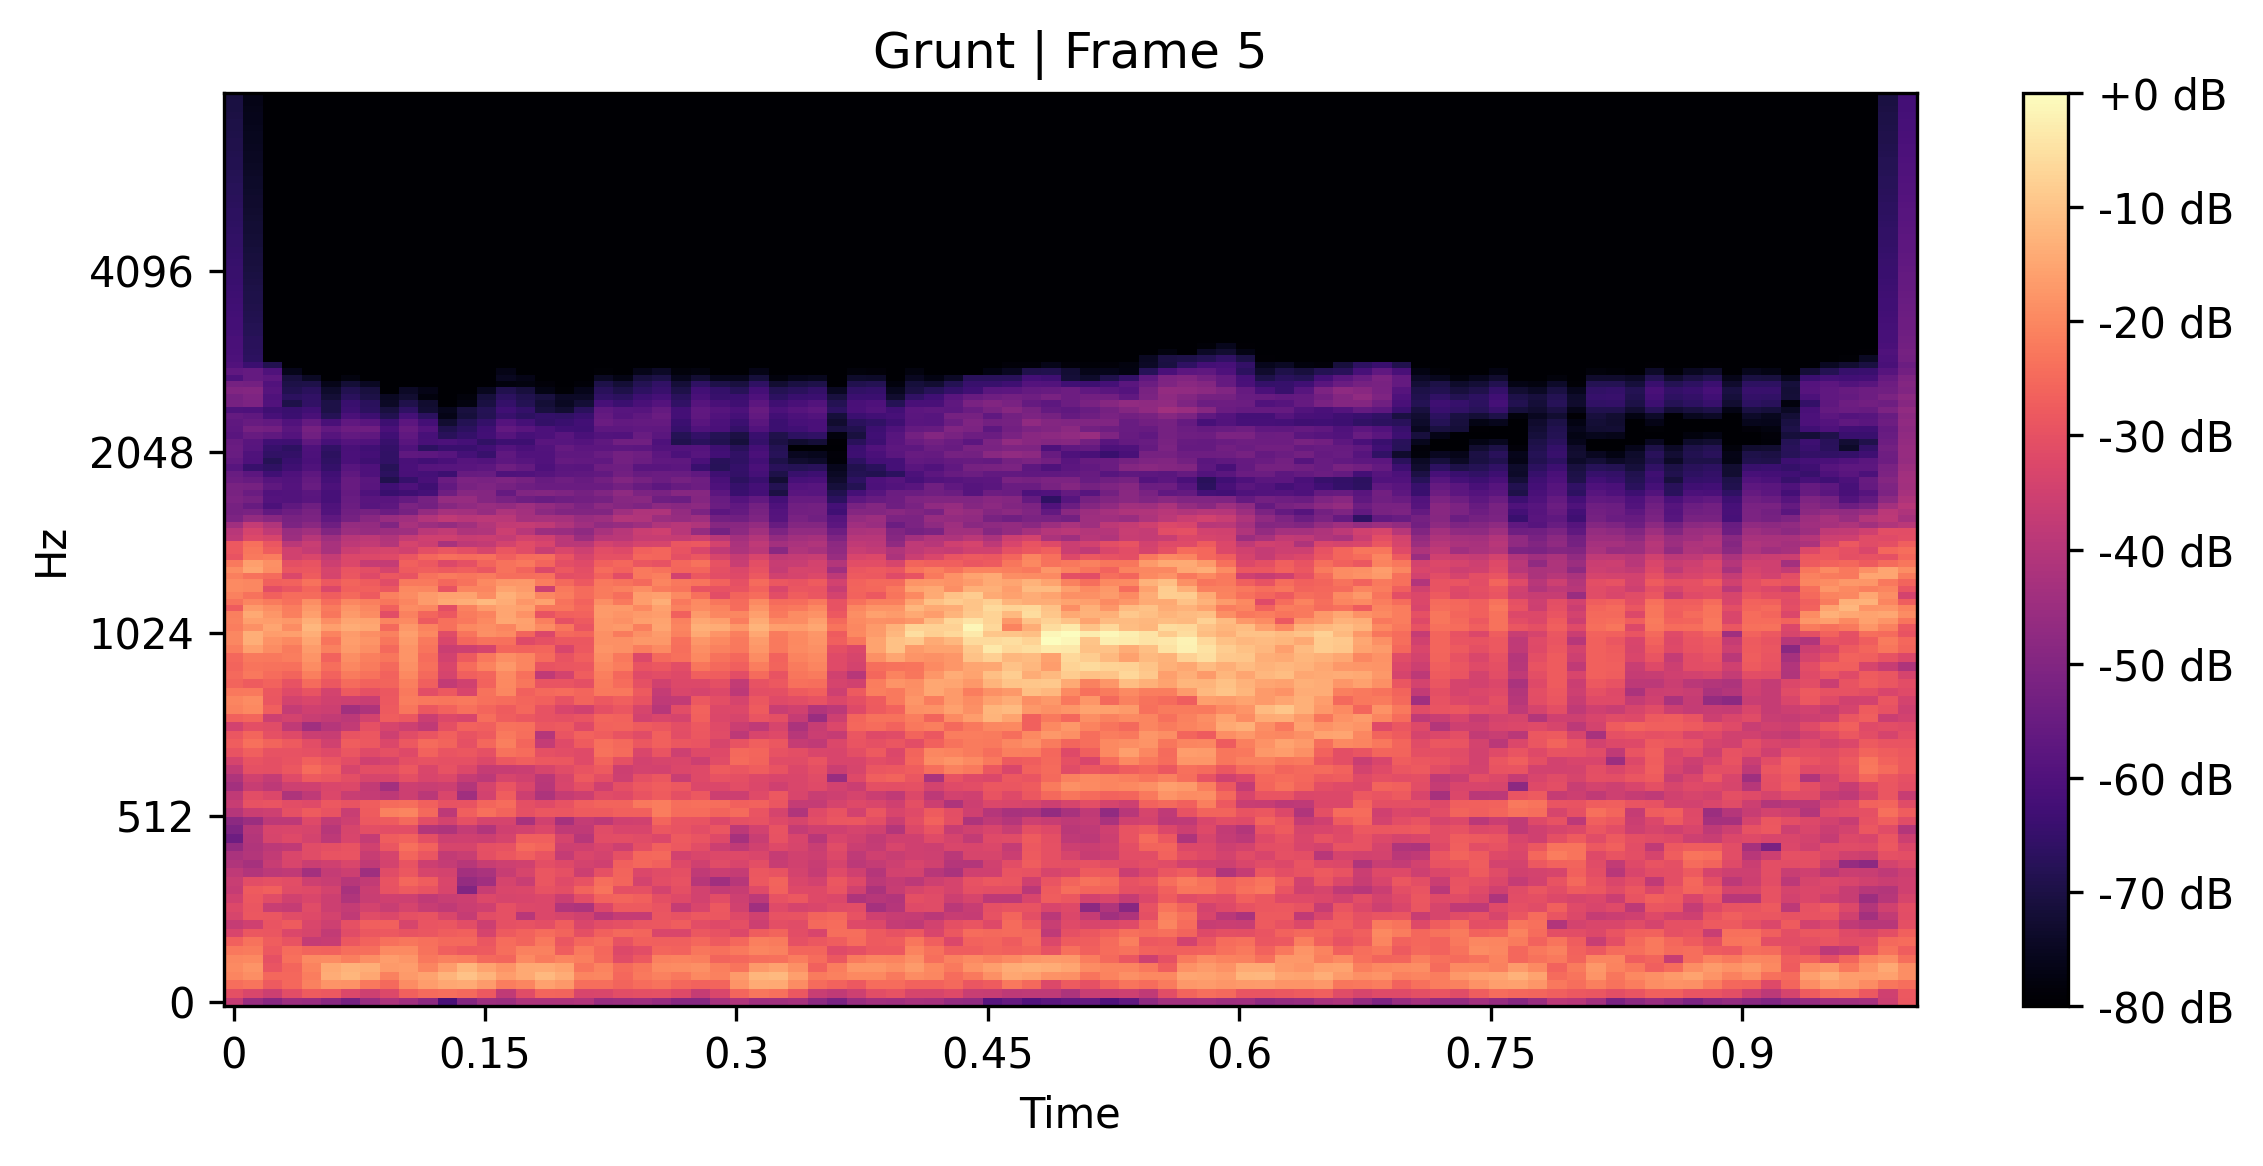 Grunt | Frame 5
+0 dB
-10 dB
-20 dB
-30 dB
-40 dB
-50 dB
-60 dB
-70 dB
-80 dB
Hz
4096
2048
1024
512
0
0 0.15 0.3 0.45 0.6 0.75 0.9
Time